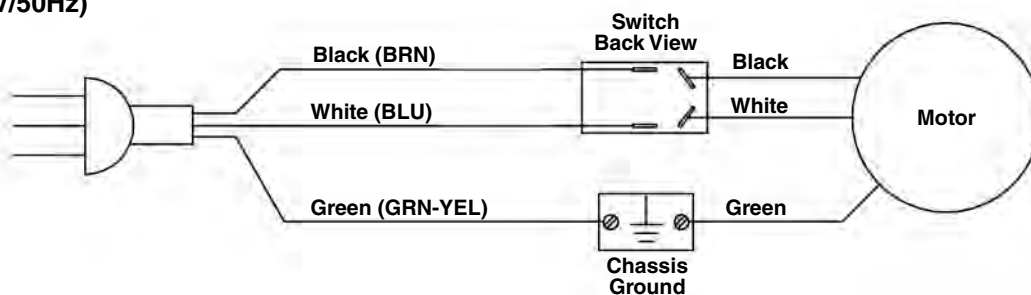 /50Hz)
Switch
Back View
Black (BRN)
Black
White (BLU)
White
Motor
Green (GRN-YEL)
Green
Chassis
Ground